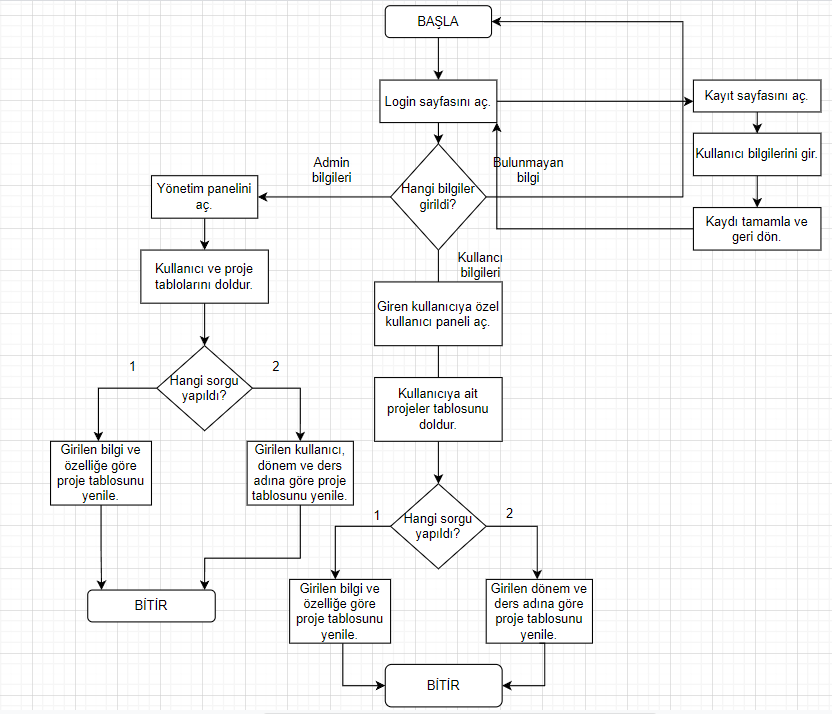 BAŞLA
Login sayfasını aç.
Kayıt sayfasını aç.
Kullanıcı bilgilerini gir.
Kaydı tamamla ve
geri dön.
Hangi bilgiler
girildi?
Bulunmayan
bilgi
Admin
bilgileri
Yönetim panelini
aç.
Kullanıcı ve proje
tablolarını doldur.
Hangi sorgu
yapıldı?
1
2
Girilen bilgi ve
özelliğe göre
proje tablosunu
yenile.
Girilen kullanıcı,
dönem ve ders
adına göre proje
tablosunu yenile.
BİTİR
Kullancı
bilgileri
Giren kullanıcıya özel
kullanıcı paneli aç.
Kullanıcıya ait
projeler tablosunu
doldur.
Hangi sorgu
yapıldı?
1
2
Girilen bilgi ve
özelliğe göre
proje tablosunu
yenile.
Girilen dönem ve
ders adına göre
proje tablosunu
yenile.
BİTİR